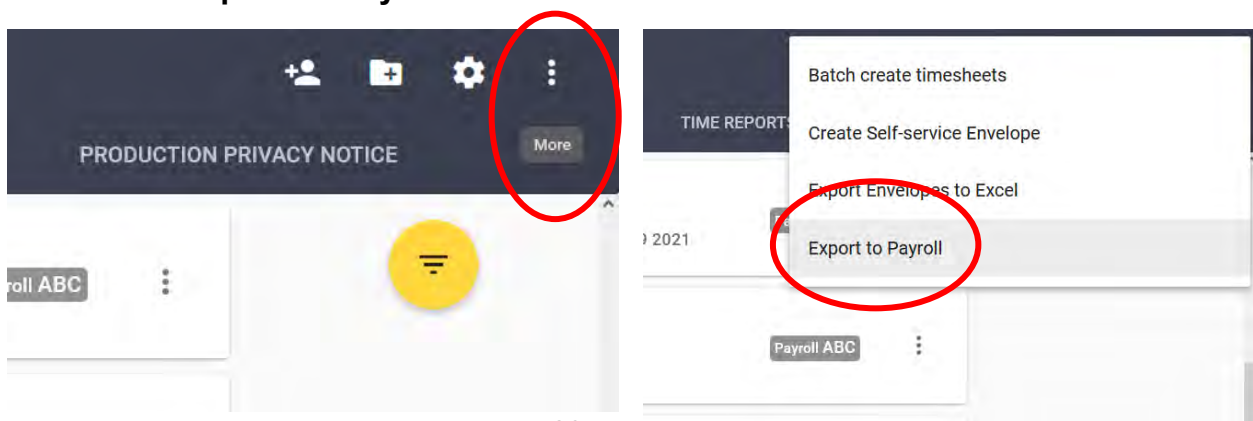 PRODUCTION PRIVACY NOTICE
More
roll ABC
Batch create timesheets
TIME REPORTS
Create Self-service Envelope
Export Envelopes to Excel
9 2021
Export to Payroll
Payroll ABC